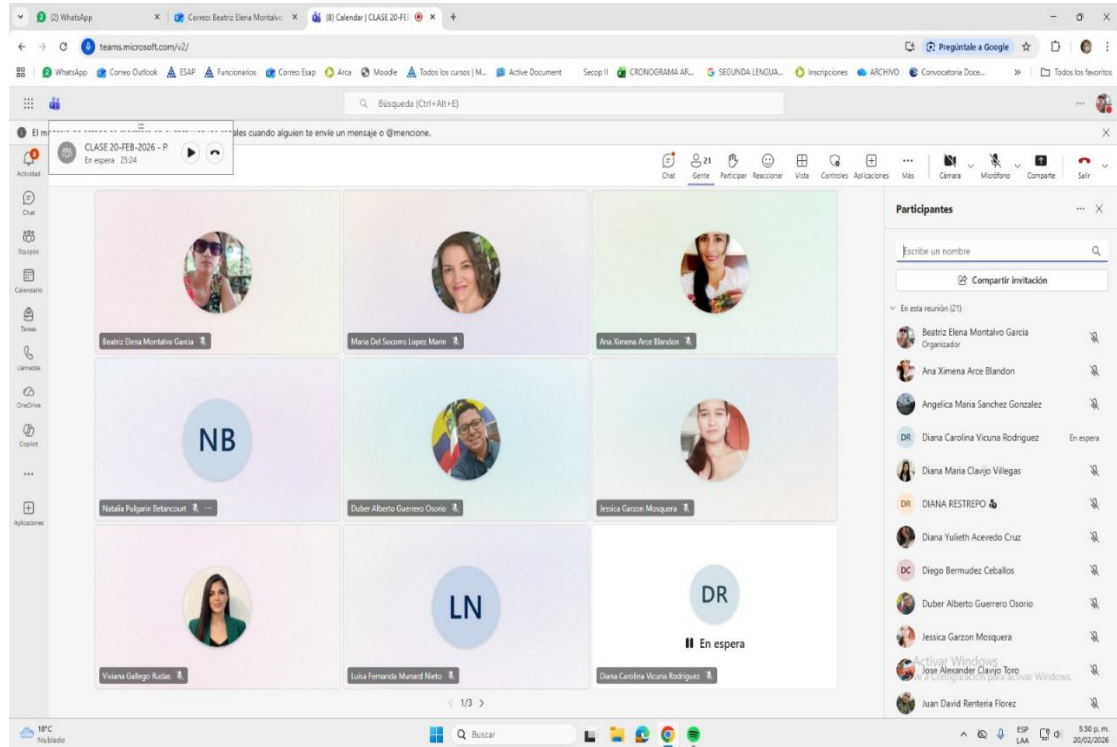 (2) WhatsApp
Correo: Beatriz Elena Montalvo
(8) Calendar | CLASE 20-FEB
teams.microsoft.com/v2/
Pregúntale a Google
WhatsApp
Correo Outlook
ESAP
Funcionarios
Correo Esap
Arca
Moodle
Todos los cursos | M...
Active Document
Secop II
CRONOGRAMA AR...
SEGUNDA LENGUA...
Inscripciones
ARCHIVO
Convocatoria Doce...
»
Todos los favoritos
Búsqueda (Ctrl+Alt+E)
El m
ales cuando alguien te envíe un mensaje o @mencione.
CLASE 20-FEB-2026 - P
En espera 25:24
Chat
21
Gente
Participar
Reaccionar
Vista
Controles
Aplicaciones
Más
Cámara
Micrófono
Comparte
Salir
Actividad
Chat
Equipos
Calendario
Tareas
Llamadas
OneDrive
Copilot
Aplicaciones
Beatriz Elena Montalvo Garcia
Maria Del Socorro Lopez Marin
Ana Ximena Arce Blandon
NB
Natalia Pulgarin Betancourt
Duber Alberto Guerrero Osorio
Jessica Garzon Mosquera
Viviana Gallego Rudas
LN
Luisa Fernanda Munard Nieto
DR
En espera
Diana Carolina Vicuna Rodriguez
< 1/3 >
Participantes
Escribe un nombre
Compartir invitación
En esta reunión (21)
Beatriz Elena Montalvo Garcia
Organizador
Ana Ximena Arce Blandon
Angelica Maria Sanchez Gonzalez
DR Diana Carolina Vicuna Rodriguez En espera
Diana Maria Clavijo Villegas
DR DIANA RESTREPO
Diana Yulieth Acevedo Cruz
DC Diego Bermudez Ceballos
Duber Alberto Guerrero Osorio
Jessica Garzon Mosquera
Activar Windows
Jose Alexander Clavijo Toro
Ve a Configuración para activar Windows.
Juan David Renteria Florez
18°C
Nublado
Buscar
ESP
LAA
5:30 p. m.
20/02/2026